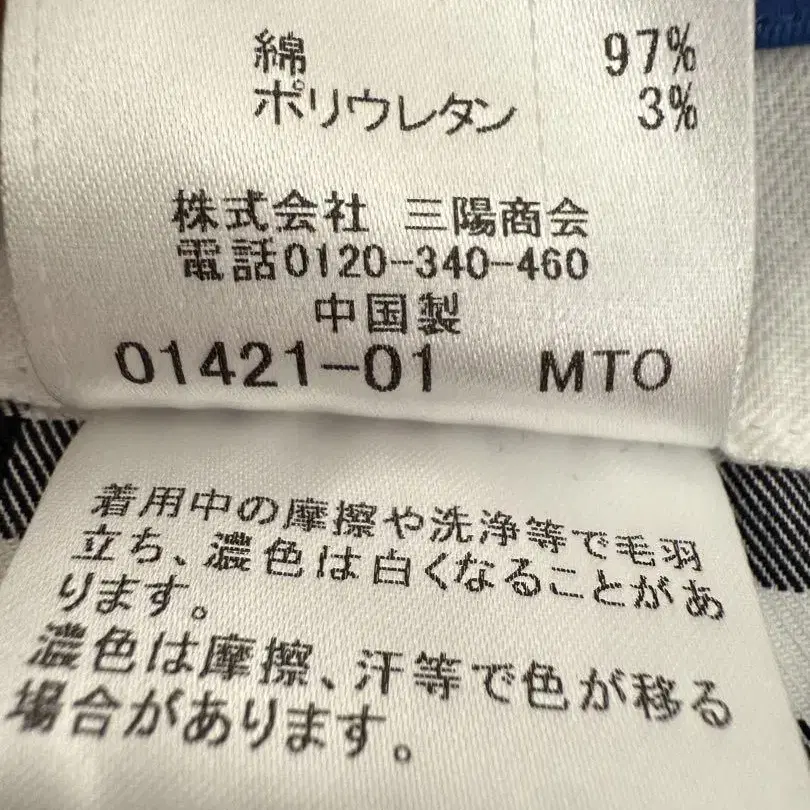 綿 97%
ポリウレタン 3%
株式会社 三陽商会
電話0120-340-460
中国製
01421-01 MTO
着用中の摩擦や洗浄等で毛羽
立ち、濃色は白くなることがあ
ります。
濃色は摩擦、汗等で色が移る
場合があります。